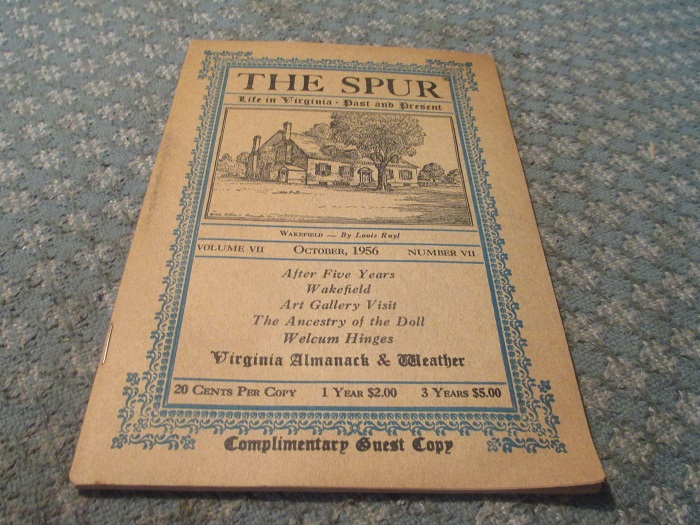 THE SPUR
Life in Virginia · Past and Present
WAKEFIELD — By Louis Ruyl
VOLUME VII OCTOBER, 1956 NUMBER VII
After Five Years
Wakefield
Art Gallery Visit
The Ancestry of the Doll
Welcum Hinges
Virginia Almanack & Weather
20 CENTS PER COPY 1 YEAR $2.00 3 YEARS $5.00
Complimentary Guest Copy